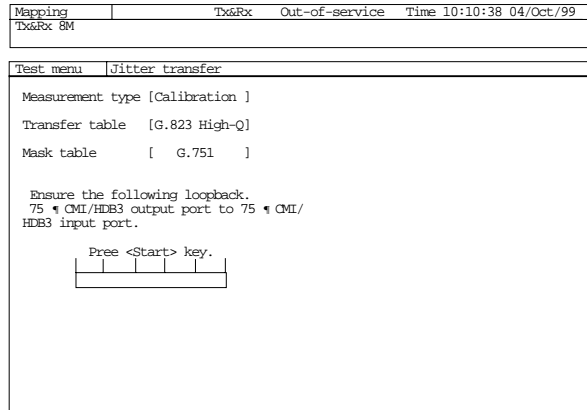 Mapping Tx&Rx Out-of-service Time 10:10:38 04/Oct/99
Tx&Rx 8M
Test menu Jitter transfer
Measurement type [Calibration ]
Transfer table [G.823 High-Q]
Mask table [ G.751 ]
Ensure the following loopback.
75 ¶ CMI/HDB3 output port to 75 ¶ CMI/
HDB3 input port.
Pree <Start> key.